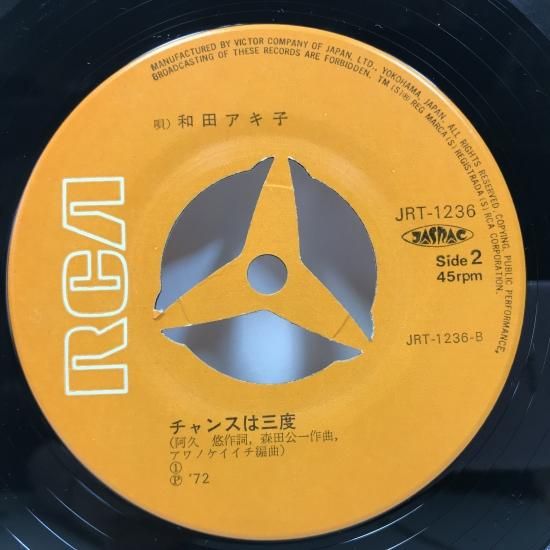 MANUFACTURED BY VICTOR COMPANY OF JAPAN, LTD., YOKOHAMA, JAPAN. ALL RIGHTS RESERVED, COPYING, PUBLIC PERFORMANCE,
BROADCASTING OF THESE RECORDS ARE FORBIDDEN. TM(S)® REG MARCA(S) REGISTRADA(S) RCA CORPORATION.
唄)和田アキ子
RCA
JRT-1236
JASRAC
Side 2
45rpm
JRT-1236-B
チャンスは三度
(阿久 悠作詞, 森田公一作曲,
アワノケイイチ編曲)
①
Ⓟ '72